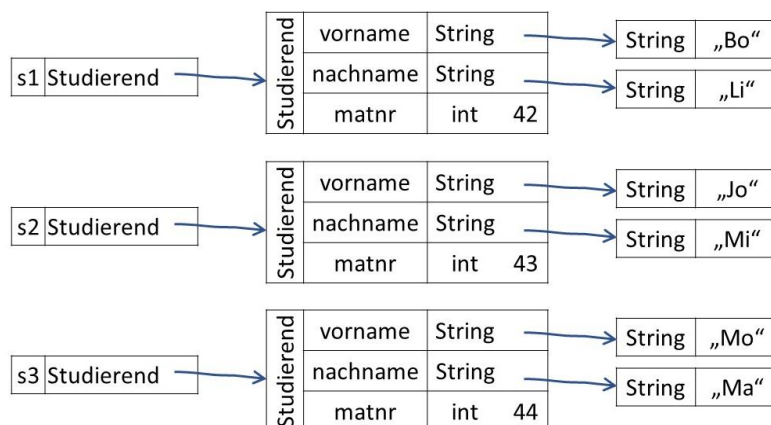 Studierend
vorname String String „Bo“
s1 Studierend
nachname String String „Li“
matnr int 42
Studierend
vorname String String „Jo“
s2 Studierend
nachname String String „Mi“
matnr int 43
Studierend
vorname String String „Mo“
s3 Studierend
nachname String String „Ma“
matnr int 44